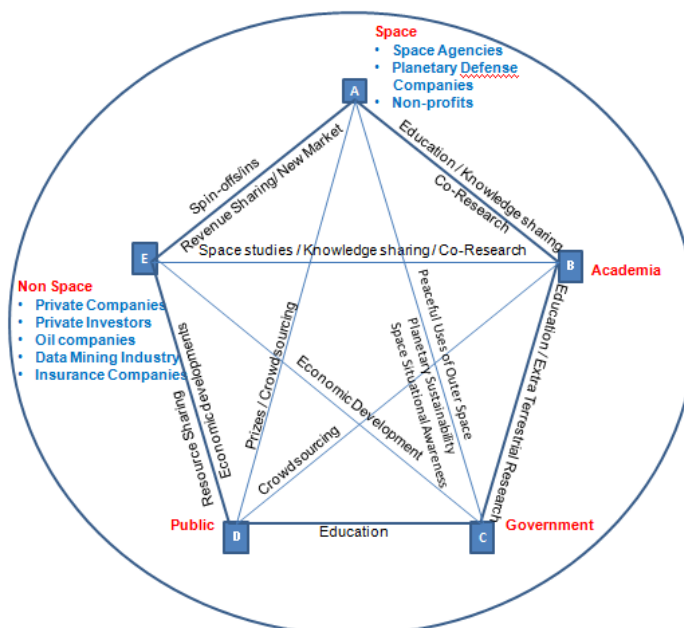 Space
• Space Agencies
• Planetary Defense
Companies
• Non-profits
A
Spin-offs/ins
Revenue Sharing/ New Market
Education / Knowledge sharing
Co-Research
E
Space studies / Knowledge sharing / Co-Research
B
Academia
Non Space
• Private Companies
• Private Investors
• Oil companies
• Data Mining Industry
• Insurance Companies
Resource Sharing
Economic developments
Prizes / Crowdsourcing
Economic Development
Crowdsourcing
Peaceful Uses of Outer Space
Planetary Sustainability
Space Situational Awareness
Education / Extra Terrestrial Research
Public
D
Education
C
Government